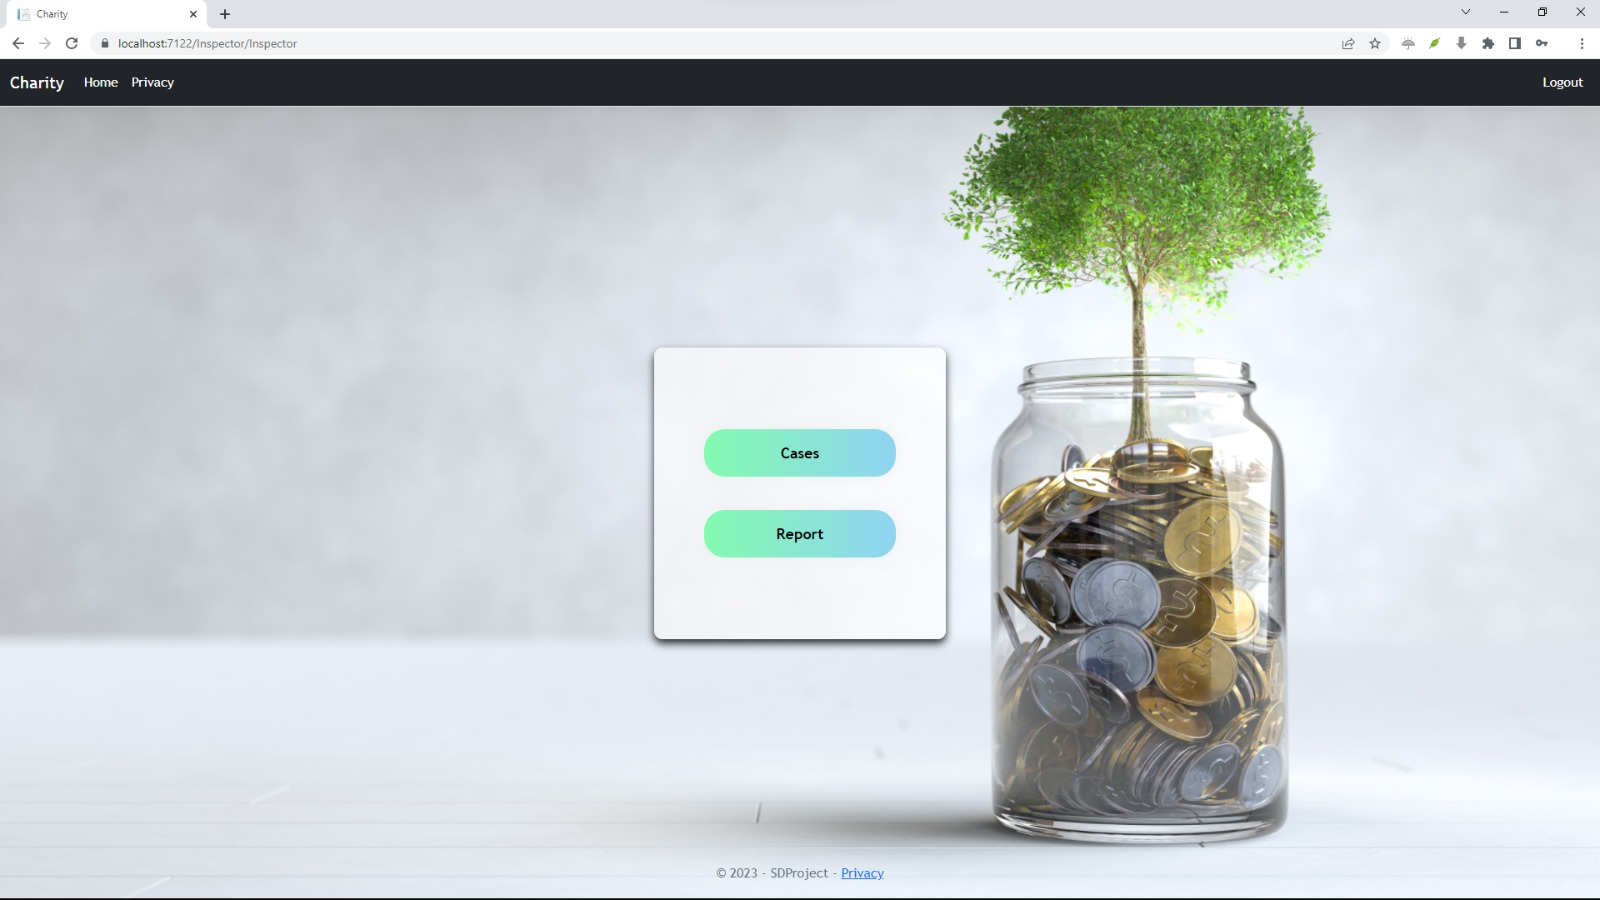 Charity
localhost:7122/Inspector/Inspector
Charity Home Privacy Logout
Cases
Report
© 2023 - SDProject - Privacy